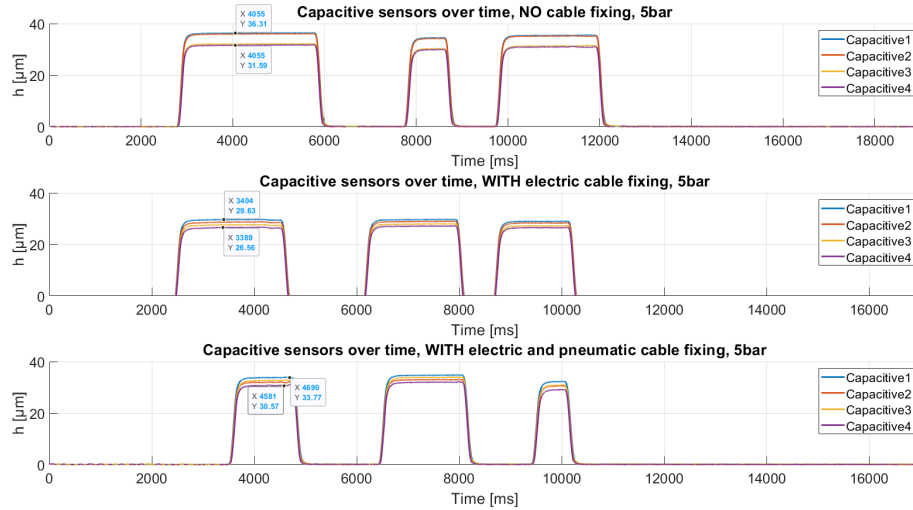 Capacitive sensors over time, NO cable fixing, 5bar
h [µm]
40
20
0
X 4055
Y 36.31
X 4055
Y 31.59
Capacitive1
Capacitive2
Capacitive3
Capacitive4
0 2000 4000 6000 8000 10000 12000 14000 16000 18000
Time [ms]
Capacitive sensors over time, WITH electric cable fixing, 5bar
h [µm]
40
20
0
X 3404
Y 29.63
X 3389
Y 26.56
Capacitive1
Capacitive2
Capacitive3
Capacitive4
0 2000 4000 6000 8000 10000 12000 14000 16000
Time [ms]
Capacitive sensors over time, WITH electric and pneumatic cable fixing, 5bar
h [µm]
40
20
0
X 4690
Y 33.77
X 4581
Y 30.57
Capacitive1
Capacitive2
Capacitive3
Capacitive4
0 2000 4000 6000 8000 10000 12000 14000 16000
Time [ms]